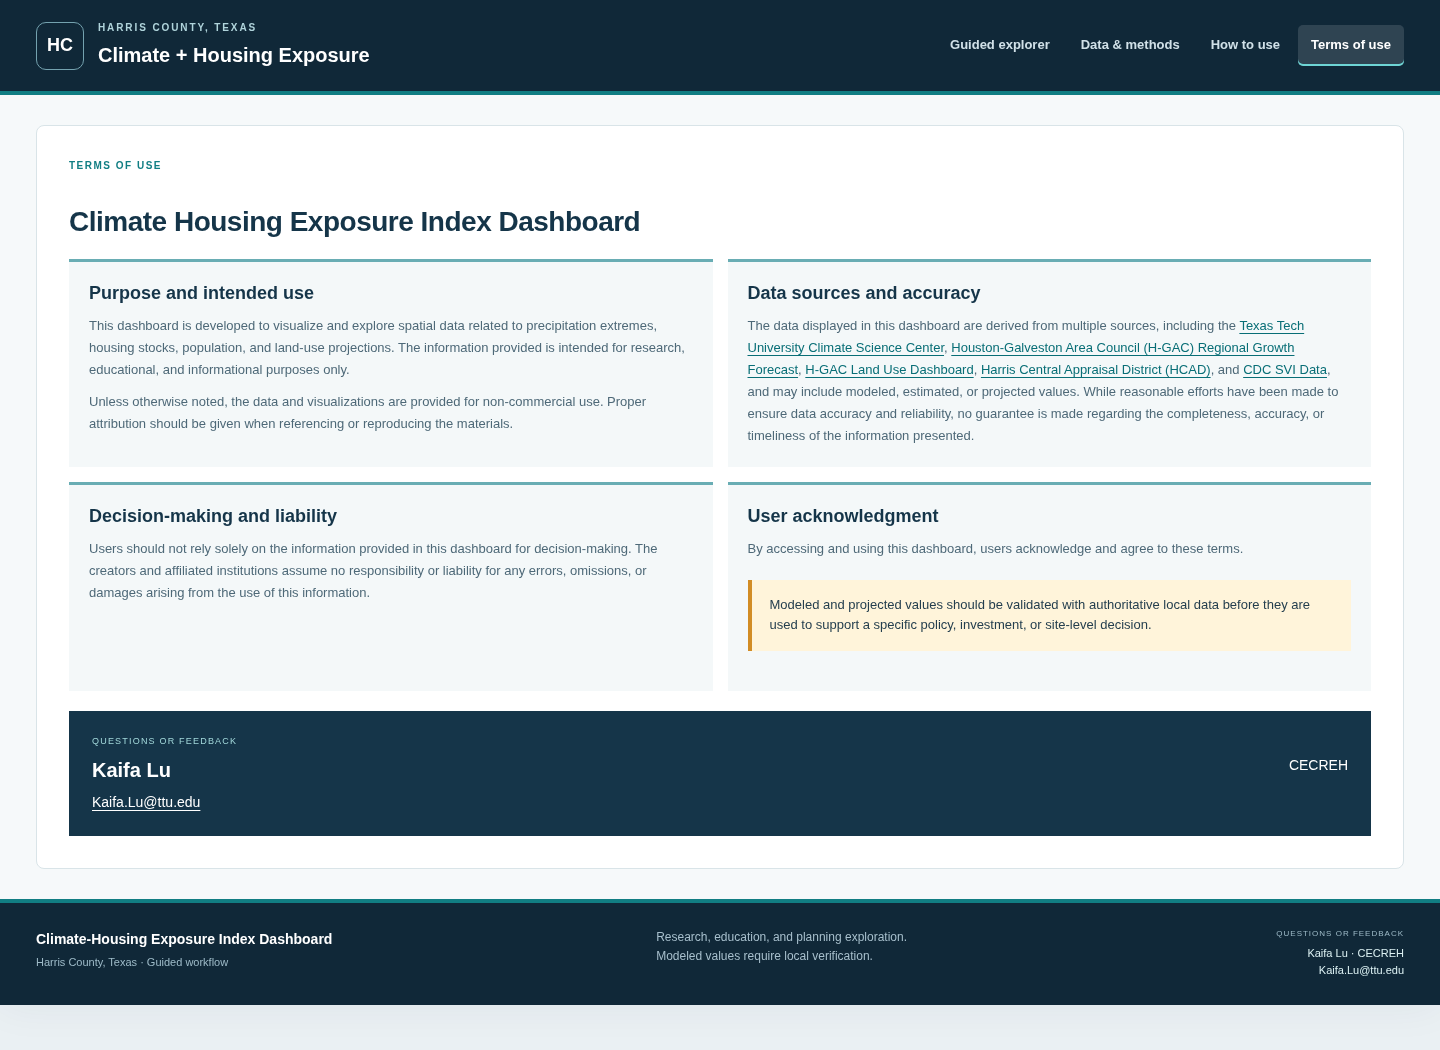 HC
HARRIS COUNTY, TEXAS
Climate + Housing Exposure
Guided explorer
Data & methods
How to use
Terms of use
TERMS OF USE
Climate Housing Exposure Index Dashboard
Purpose and intended use
This dashboard is developed to visualize and explore spatial data related to precipitation extremes,
housing stocks, population, and land-use projections. The information provided is intended for research,
educational, and informational purposes only.
Unless otherwise noted, the data and visualizations are provided for non-commercial use. Proper
attribution should be given when referencing or reproducing the materials.
Data sources and accuracy
The data displayed in this dashboard are derived from multiple sources, including the Texas Tech
University Climate Science Center, Houston-Galveston Area Council (H-GAC) Regional Growth
Forecast, H-GAC Land Use Dashboard, Harris Central Appraisal District (HCAD), and CDC SVI Data,
and may include modeled, estimated, or projected values. While reasonable efforts have been made to
ensure data accuracy and reliability, no guarantee is made regarding the completeness, accuracy, or
timeliness of the information presented.
Decision-making and liability
Users should not rely solely on the information provided in this dashboard for decision-making. The
creators and affiliated institutions assume no responsibility or liability for any errors, omissions, or
damages arising from the use of this information.
User acknowledgment
By accessing and using this dashboard, users acknowledge and agree to these terms.
Modeled and projected values should be validated with authoritative local data before they are
used to support a specific policy, investment, or site-level decision.
QUESTIONS OR FEEDBACK
Kaifa Lu
Kaifa.Lu@ttu.edu
CECREH
Climate-Housing Exposure Index Dashboard
Harris County, Texas · Guided workflow
Research, education, and planning exploration.
Modeled values require local verification.
QUESTIONS OR FEEDBACK
Kaifa Lu · CECREH
Kaifa.Lu@ttu.edu